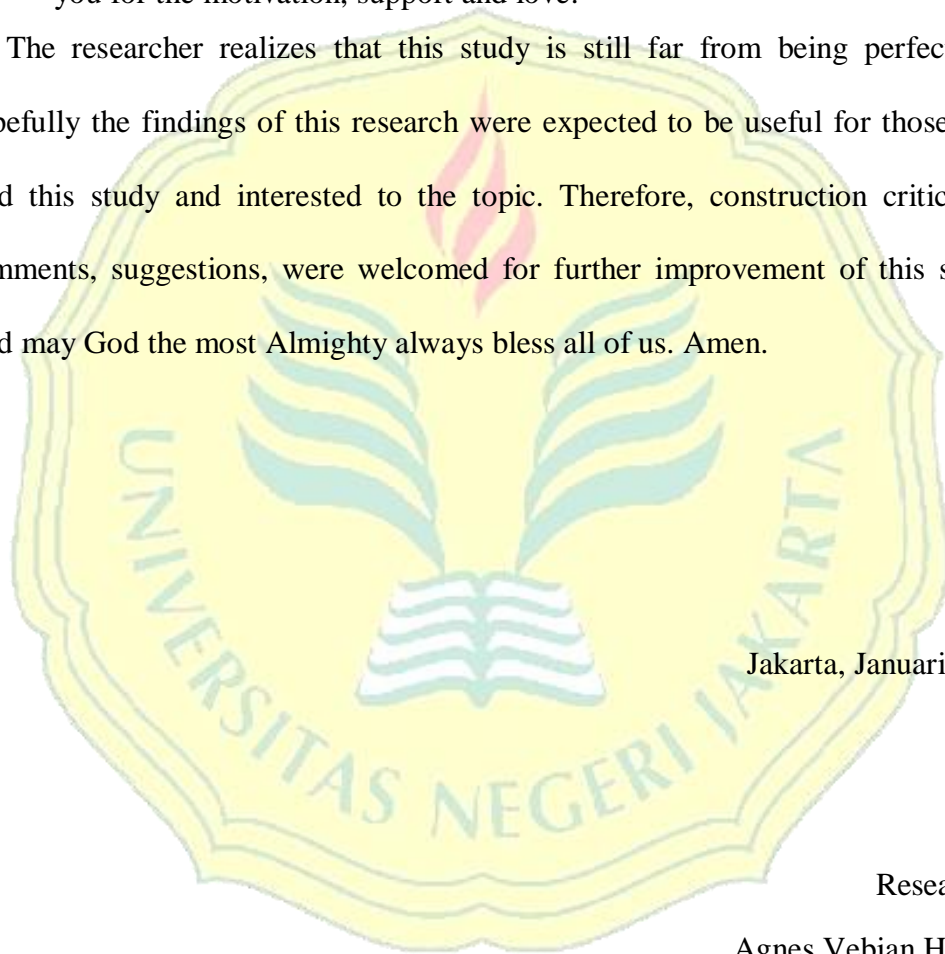 you for the motivation, support and love.
The researcher realizes that this study is still far from being perfec
pefully the findings of this research were expected to be useful for those
d this study and interested to the topic. Therefore, construction critic
mments, suggestions, were welcomed for further improvement of this s
d may God the most Almighty always bless all of us. Amen.
UNIVERSITAS NEGERI JAKARTA
Jakarta, Januari
Resea
Agnes Vebian H